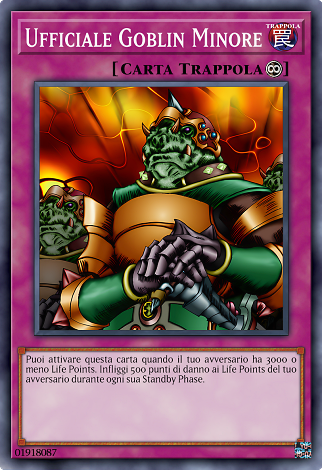 Ufficiale Goblin Minore
TRAPPOLA
罠
[Carta Trappola]
Puoi attivare questa carta quando il tuo avversario ha 3000 o
meno Life Points. Infliggi 500 punti di danno ai Life Points del tuo
avversario durante ogni sua Standby Phase.
01918087